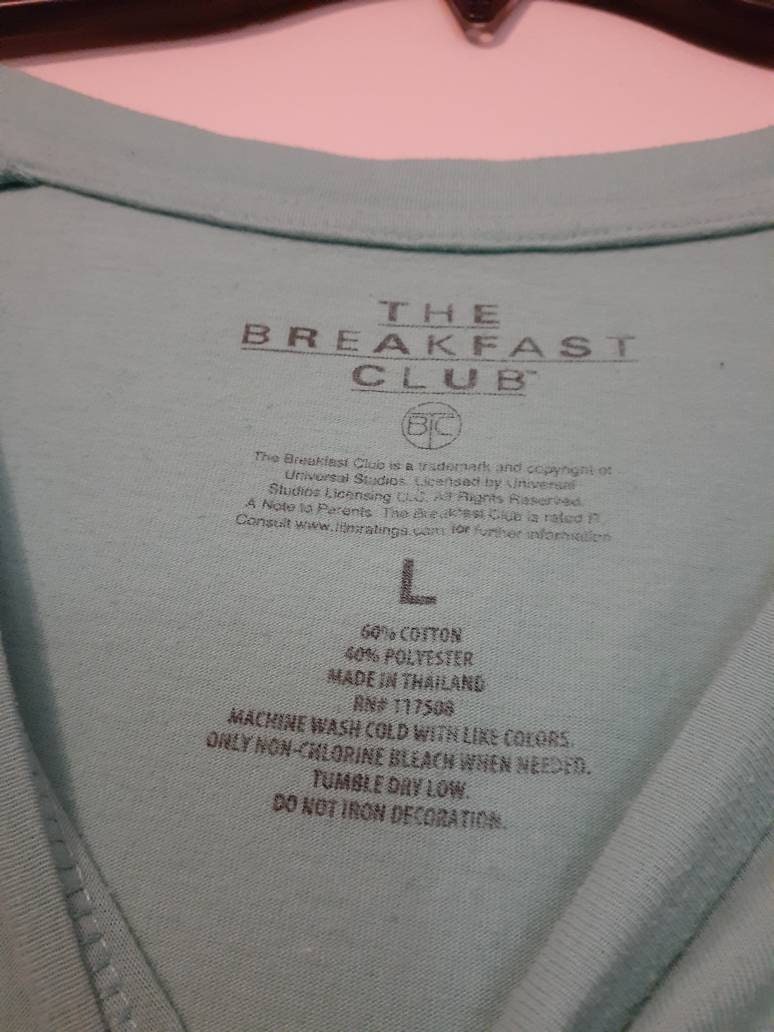 THE
BREAKFAST
CLUB™
BTC
The Breakfast Club is a trademark and copyright of
Universal Studios. Licensed by Universal
Studios Licensing LLC. All Rights Reserved.
A Note to Parents: The Breakfast Club is rated R.
Consult www.filmratings.com for further information
L
60% COTTON
40% POLYESTER
MADE IN THAILAND
RN# 117508
MACHINE WASH COLD WITH LIKE COLORS.
ONLY NON-CHLORINE BLEACH WHEN NEEDED.
TUMBLE DRY LOW.
DO NOT IRON DECORATION.